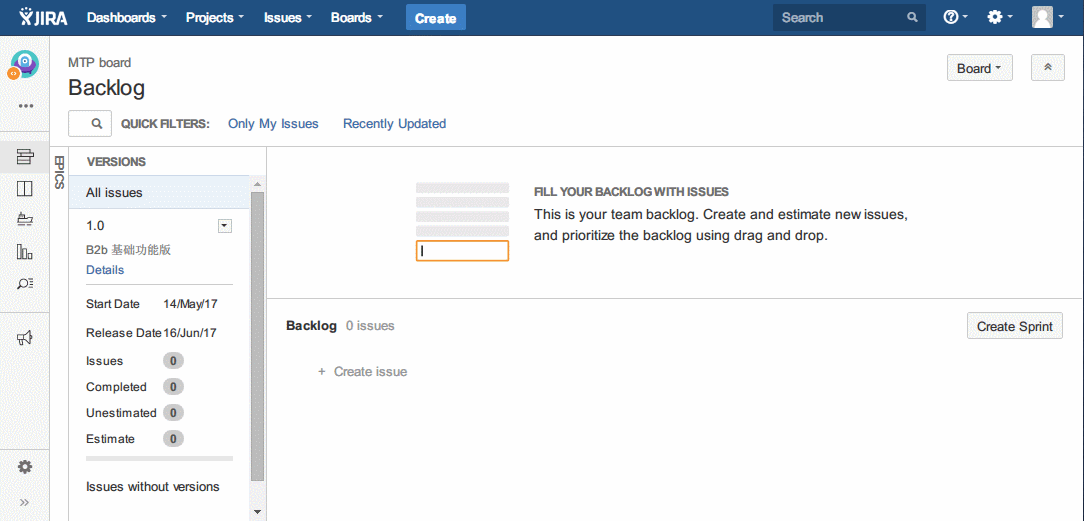 JIRA Dashboards Projects Issues Boards Create Search
MTP board
Backlog
Board
QUICK FILTERS: Only My Issues Recently Updated
EPICS
VERSIONS
All issues
1.0
B2b 基础功能版
Details
Start Date 14/May/17
Release Date 16/Jun/17
Issues 0
Completed 0
Unestimated 0
Estimate 0
Issues without versions
FILL YOUR BACKLOG WITH ISSUES
This is your team backlog. Create and estimate new issues,
and prioritize the backlog using drag and drop.
Backlog 0 issues
Create Sprint
+ Create issue